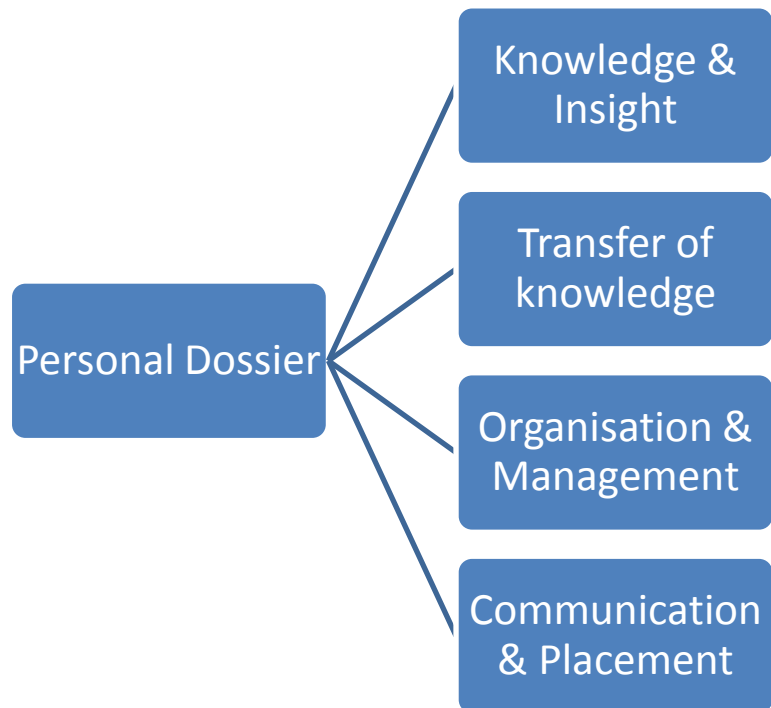 Knowledge &
Insight
Transfer of
knowledge
Personal Dossier
Organisation &
Management
Communication
& Placement